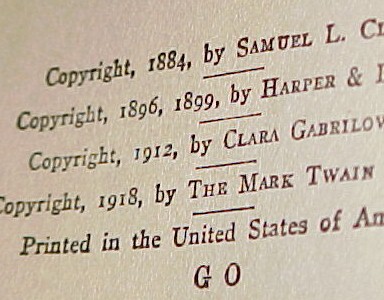 Copyright, 1884, by SAMUEL L.
Copyright, 1896, 1899, by HARPER &
Copyright, 1912, by CLARA
Copyright, 1918, by THE MARK TWAIN
Printed in the United States of
G O